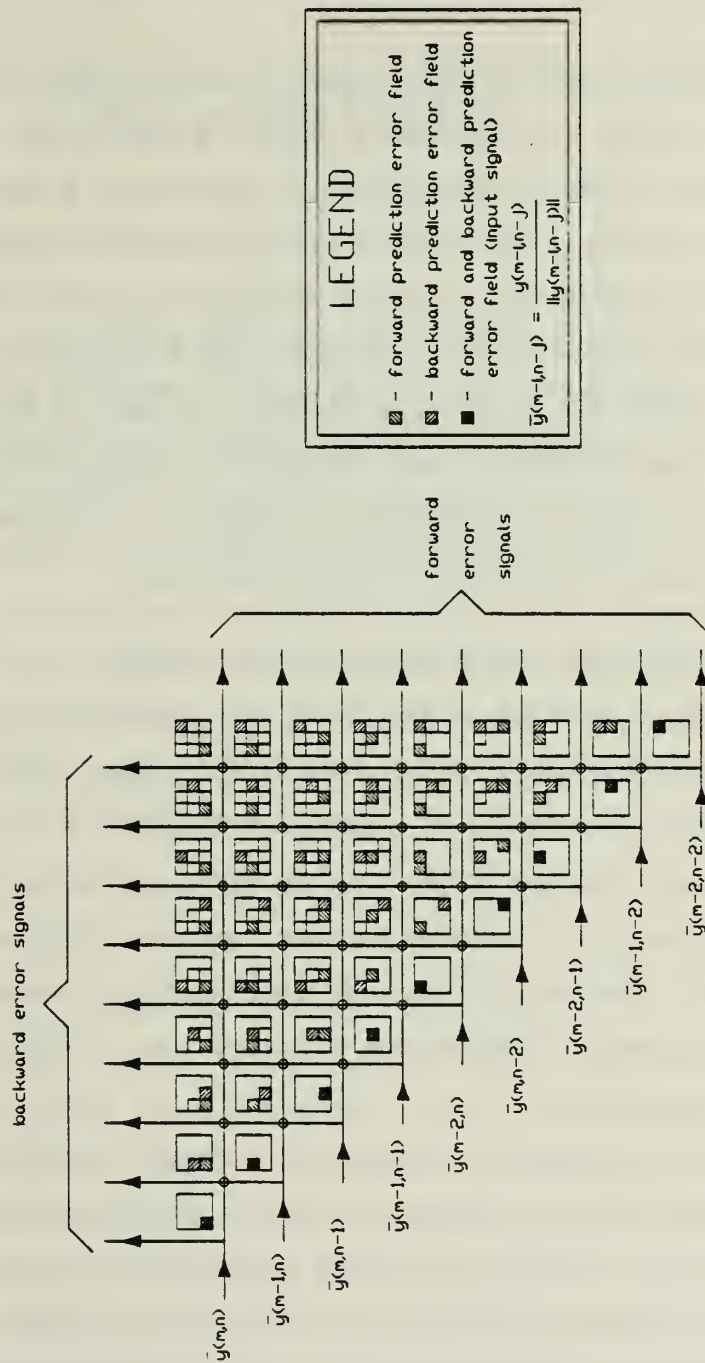 backward error signals
forward
error
signals
ȳ(m,n)
ȳ(m-1,n)
ȳ(m,n-1)
ȳ(m-1,n-1)
ȳ(m-2,n)
ȳ(m,n-2)
ȳ(m-2,n-1)
ȳ(m-1,n-2)
ȳ(m-2,n-2)
LEGEND
- forward prediction error field
- backward prediction error field
- forward and backward prediction
error field (input signal)
ȳ(m-i,n-j) = y(m-i,n-j) / ||y(m-i,n-j)||